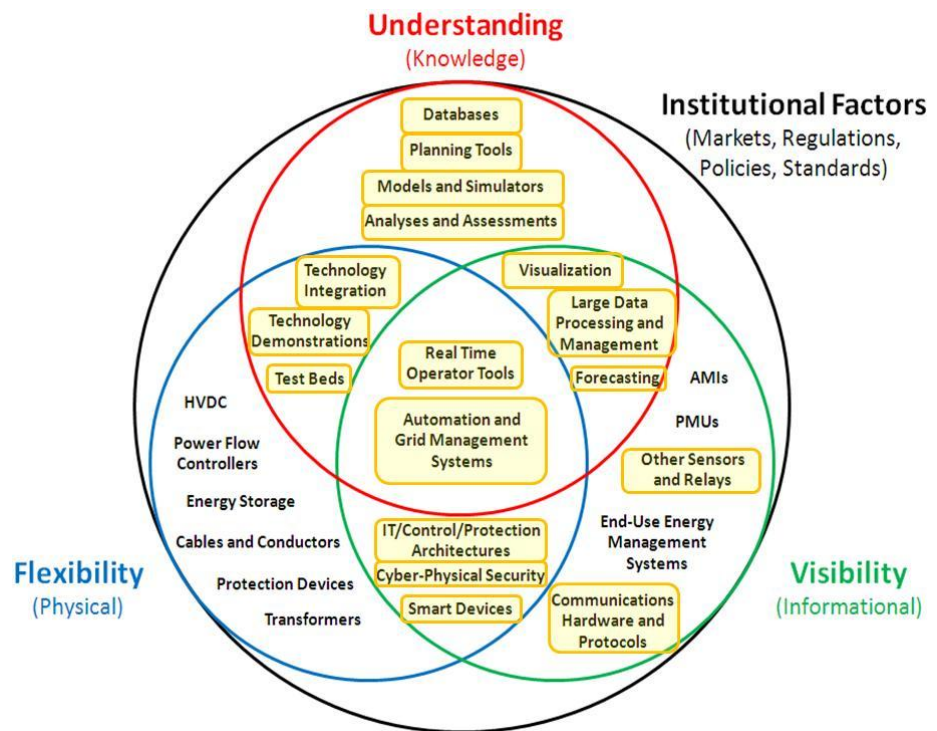 Understanding
(Knowledge)
Institutional Factors
(Markets, Regulations,
Policies, Standards)
Databases
Planning Tools
Models and Simulators
Analyses and Assessments
Technology
Integration
Visualization
Technology
Demonstrations
Large Data
Processing and
Management
Test Beds
Real Time
Operator Tools
Forecasting
AMIs
HVDC
Automation and
Grid Management
Systems
PMUs
Power Flow
Controllers
Other Sensors
and Relays
Energy Storage
Cables and Conductors
IT/Control/Protection
Architectures
End-Use Energy
Management
Systems
Flexibility
(Physical)
Cyber-Physical Security
Visibility
(Informational)
Protection Devices
Smart Devices
Communications
Hardware and
Protocols
Transformers